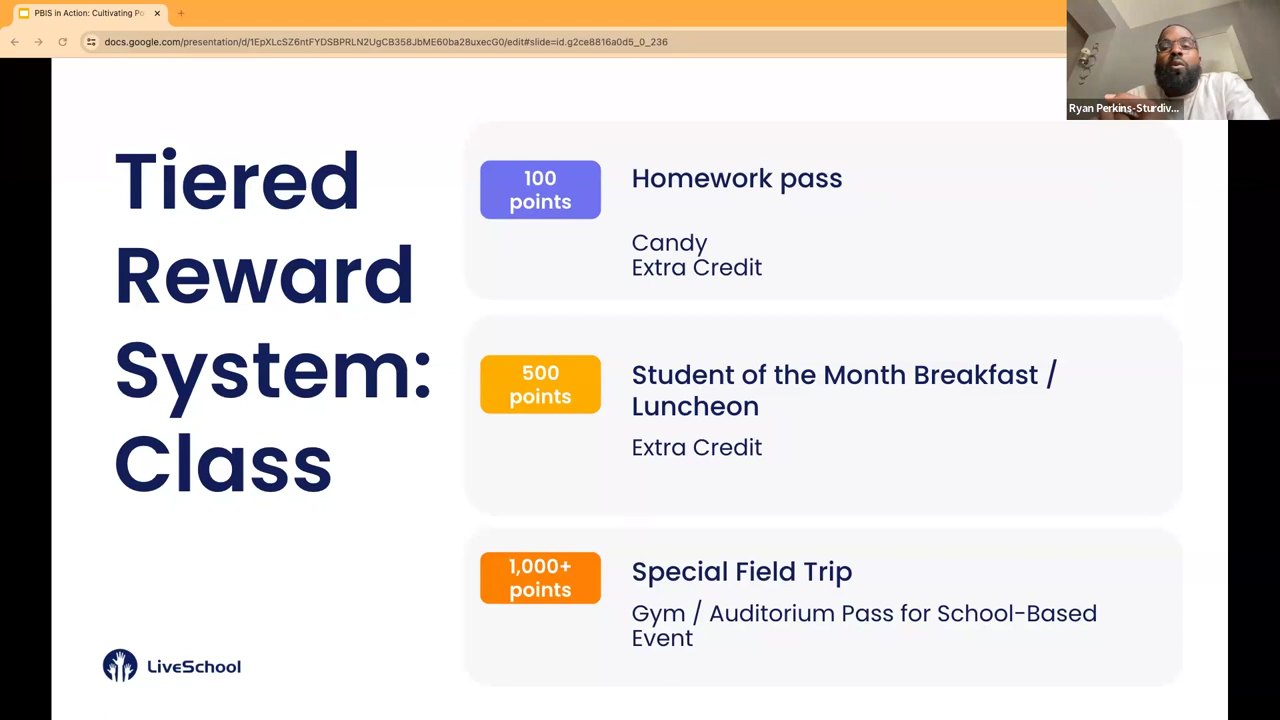 PBIS in Action: Cultivating Po
docs.google.com/presentation/d/1EpXLcSZ6ntFYDSBPRLN2UgCB358JbME60ba28uxecG0/edit#slide=id.g2ce8816a0d5_0_236
Ryan Perkins-Sturdiv...
Tiered
Reward
System:
Class
100
points
Homework pass
Candy
Extra Credit
500
points
Student of the Month Breakfast /
Luncheon
Extra Credit
1,000+
points
Special Field Trip
Gym / Auditorium Pass for School-Based
Event
LiveSchool